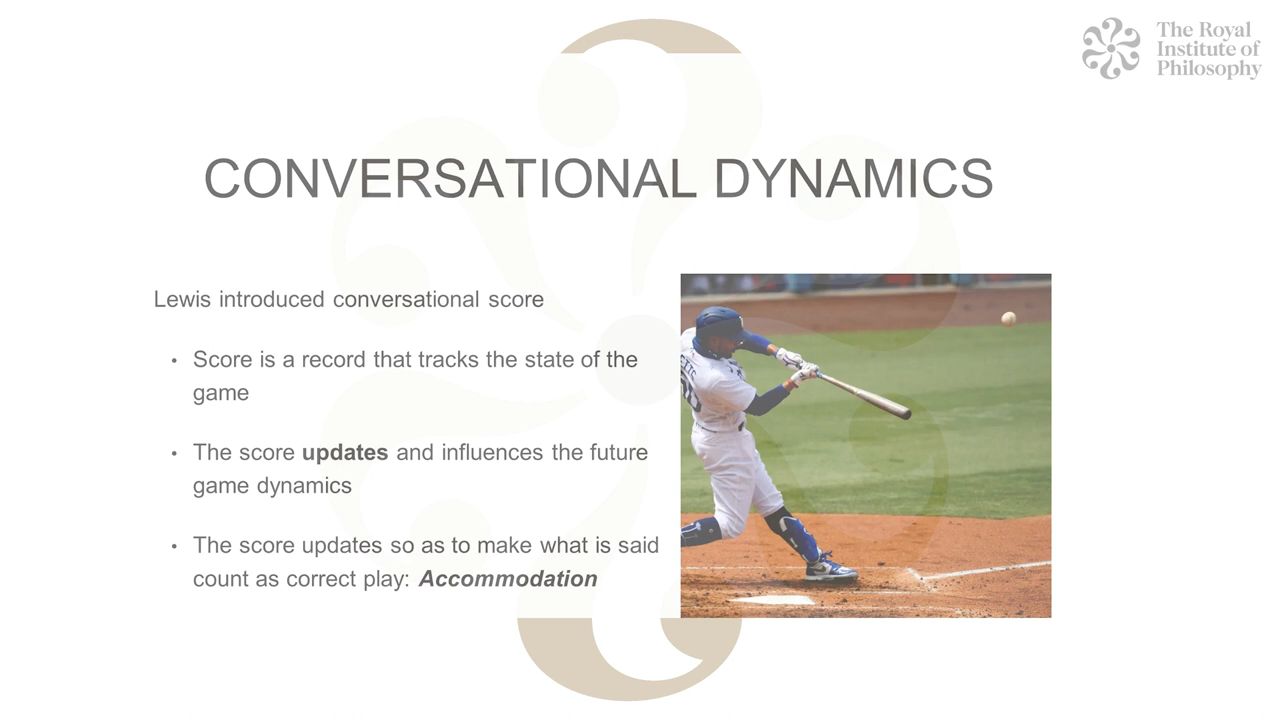 The Royal
Institute of
Philosophy
CONVERSATIONAL DYNAMICS
Lewis introduced conversational score
• Score is a record that tracks the state of the
game
• The score updates and influences the future
game dynamics
• The score updates so as to make what is said
count as correct play: Accommodation